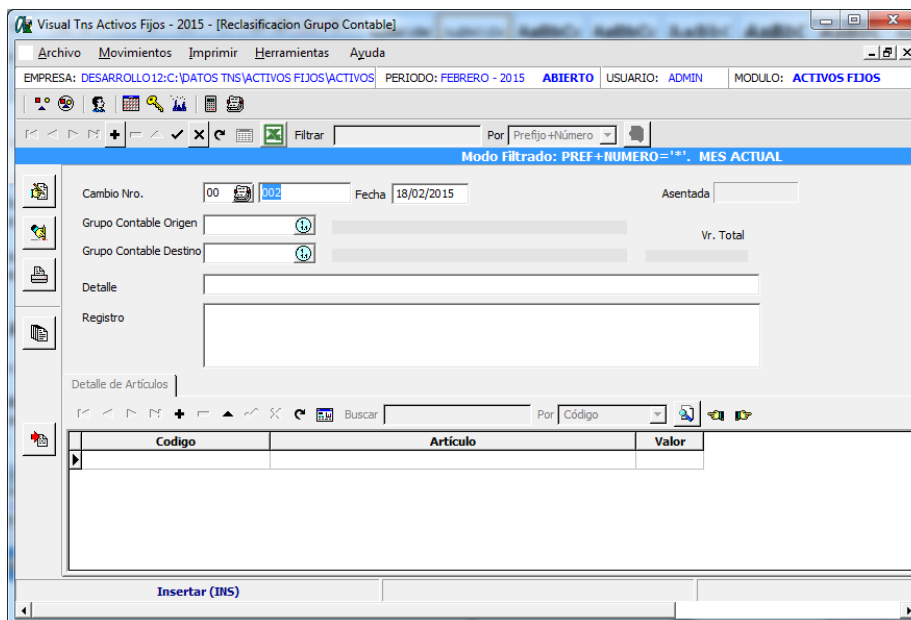 Visual Tns Activos Fijos - 2015 - [Reclasificacion Grupo Contable]
Archivo Movimientos Imprimir Herramientas Ayuda
EMPRESA: DESARROLLO12:C:\DATOS TNS\ACTIVOS FIJOS\ACTIVOS PERIODO: FEBRERO - 2015 ABIERTO USUARIO: ADMIN MODULO: ACTIVOS FIJOS
Filtrar Por Prefijo+Número
Modo Filtrado: PREF+NUMERO='*'. MES ACTUAL
Cambio Nro. 00 002 Fecha 18/02/2015 Asentada
Grupo Contable Origen
Vr. Total
Grupo Contable Destino
Detalle
Registro
Detalle de Artículos
Buscar Por Código
Codigo Artículo Valor
Insertar (INS)